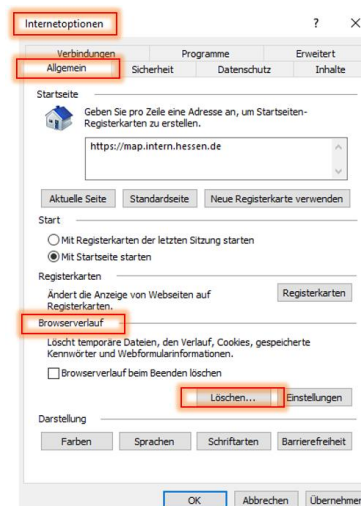 Internetoptionen ? ×
Verbindungen Programme Erweitert
Allgemein Sicherheit Datenschutz Inhalte
Startseite
Geben Sie pro Zeile eine Adresse an, um Startseiten-
Registerkarten zu erstellen.
https://map.intern.hessen.de
Aktuelle Seite Standardseite Neue Registerkarte verwenden
Start
Mit Registerkarten der letzten Sitzung starten
Mit Startseite starten
Registerkarten
Ändert die Anzeige von Webseiten auf
Registerkarten.
Registerkarten
Browserverlauf
Löscht temporäre Dateien, den Verlauf, Cookies, gespeicherte
Kennwörter und Webformularinformationen.
Browserverlauf beim Beenden löschen
Löschen... Einstellungen
Darstellung
Farben Sprachen Schriftarten Barrierefreiheit
OK Abbrechen Übernehmen